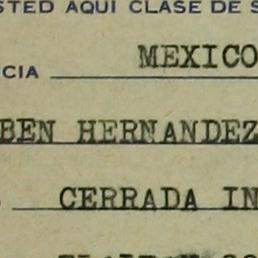 STED AQUI CLASE DE S
CIA MEXICO
BEN HERNANDEZ
CERRADA IN